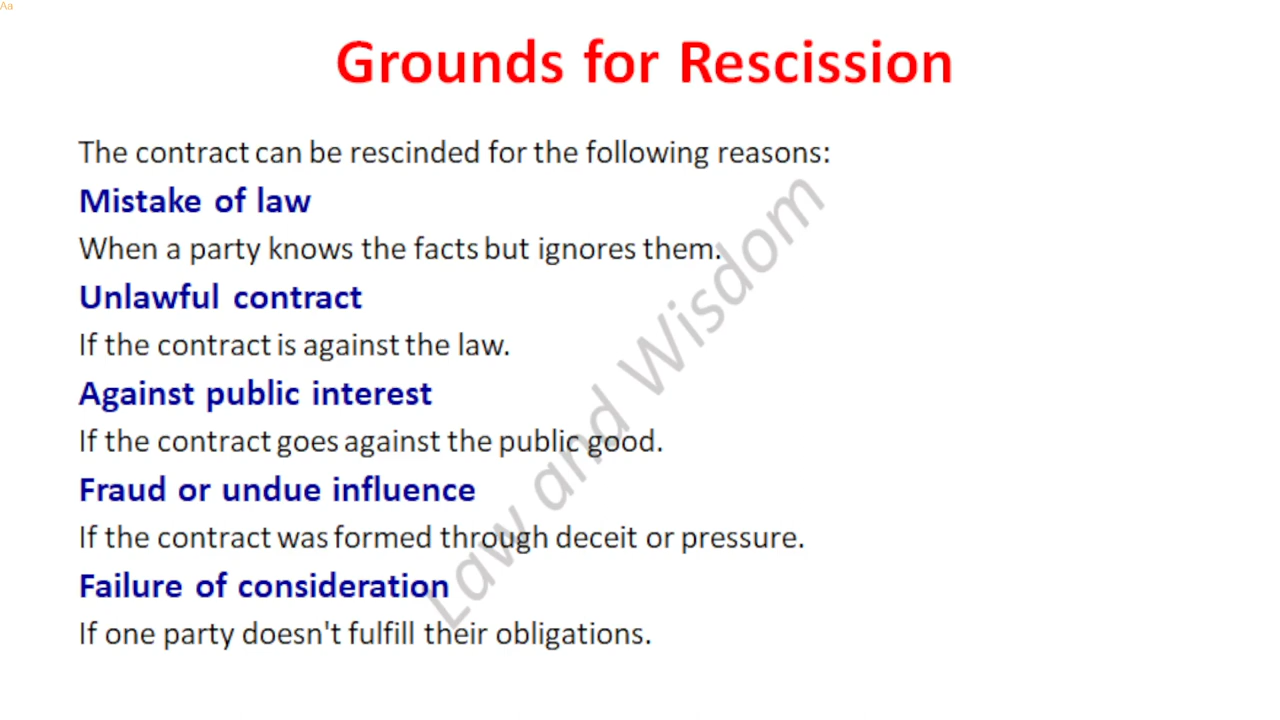 Aa
Grounds for Rescission
The contract can be rescinded for the following reasons:
Mistake of law
When a party knows the facts but ignores them.
Unlawful contract
If the contract is against the law.
Against public interest
If the contract goes against the public good.
Fraud or undue influence
If the contract was formed through deceit or pressure.
Failure of consideration
If one party doesn't fulfill their obligations.
Law and Wisdom